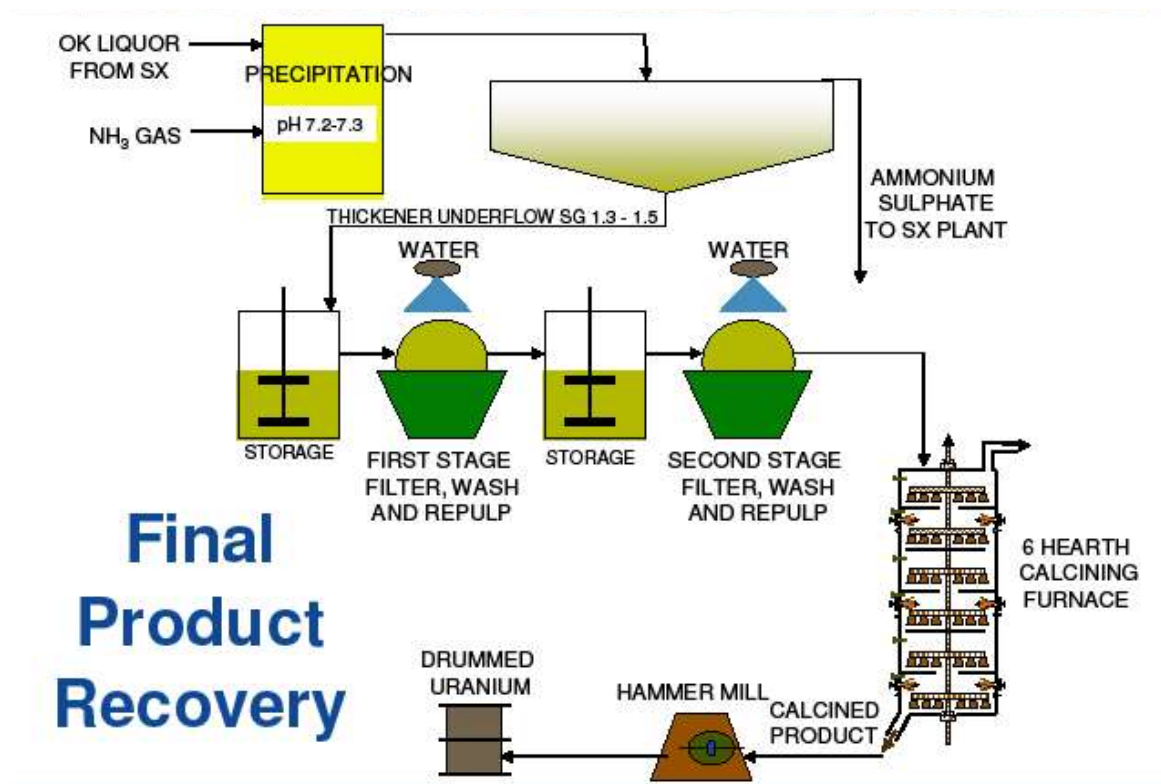 OK LIQUOR
FROM SX
PRECIPITATION
pH 7.2-7.3
NH₃ GAS
AMMONIUM
SULPHATE
TO SX PLANT
THICKENER UNDERFLOW SG 1.3 - 1.5
WATER
WATER
STORAGE
FIRST STAGE
FILTER, WASH
AND REPULP
STORAGE
SECOND STAGE
FILTER, WASH
AND REPULP
6 HEARTH
CALCINING
FURNACE
Final
Product
Recovery
DRUMMED
URANIUM
HAMMER MILL
CALCINED
PRODUCT